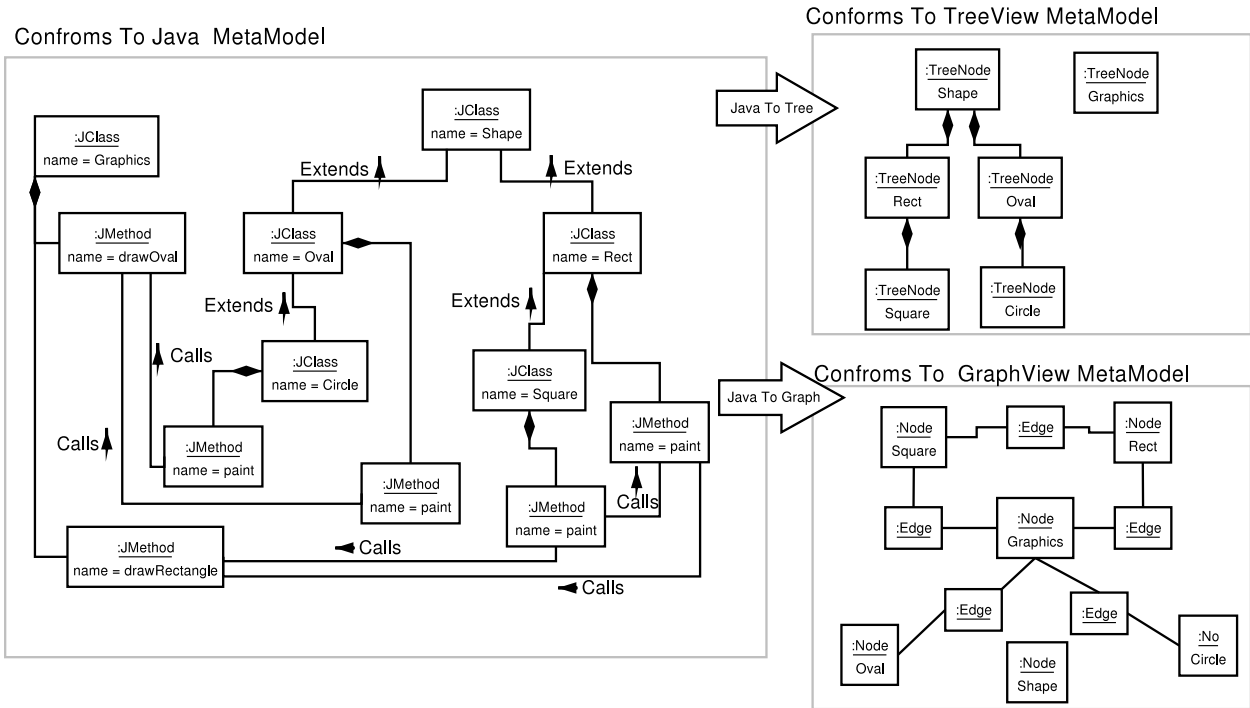 Confroms To Java MetaModel
:JClass
name = Graphics
:JClass
name = Shape
Extends
Extends
:JMethod
name = drawOval
:JClass
name = Oval
:JClass
name = Rect
Extends
Extends
Calls
:JClass
name = Circle
:JClass
name = Square
:JMethod
name = paint
Calls
:JMethod
name = paint
:JMethod
name = paint
:JMethod
name = paint
Calls
:JMethod
name = drawRectangle
Calls
Calls
Java To Tree
Java To Graph
Conforms To TreeView MetaModel
:TreeNode
Shape
:TreeNode
Graphics
:TreeNode
Rect
:TreeNode
Oval
:TreeNode
Square
:TreeNode
Circle
Confroms To GraphView MetaModel
:Node
Square
:Edge
:Node
Rect
:Edge
:Node
Graphics
:Edge
:Edge
:Edge
:Node
Oval
:Node
Shape
:No
Circle